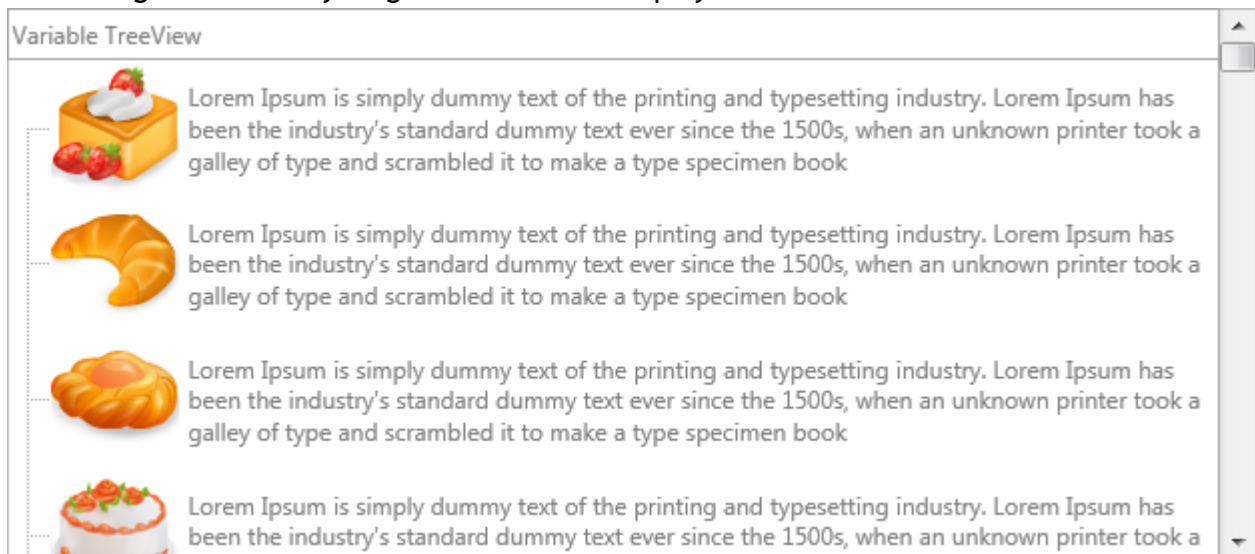 Variable TreeView
Lorem Ipsum is simply dummy text of the printing and typesetting industry. Lorem Ipsum has
been the industry's standard dummy text ever since the 1500s, when an unknown printer took a
galley of type and scrambled it to make a type specimen book
Lorem Ipsum is simply dummy text of the printing and typesetting industry. Lorem Ipsum has
been the industry's standard dummy text ever since the 1500s, when an unknown printer took a
galley of type and scrambled it to make a type specimen book
Lorem Ipsum is simply dummy text of the printing and typesetting industry. Lorem Ipsum has
been the industry's standard dummy text ever since the 1500s, when an unknown printer took a
galley of type and scrambled it to make a type specimen book
Lorem Ipsum is simply dummy text of the printing and typesetting industry. Lorem Ipsum has
been the industry's standard dummy text ever since the 1500s, when an unknown printer took a